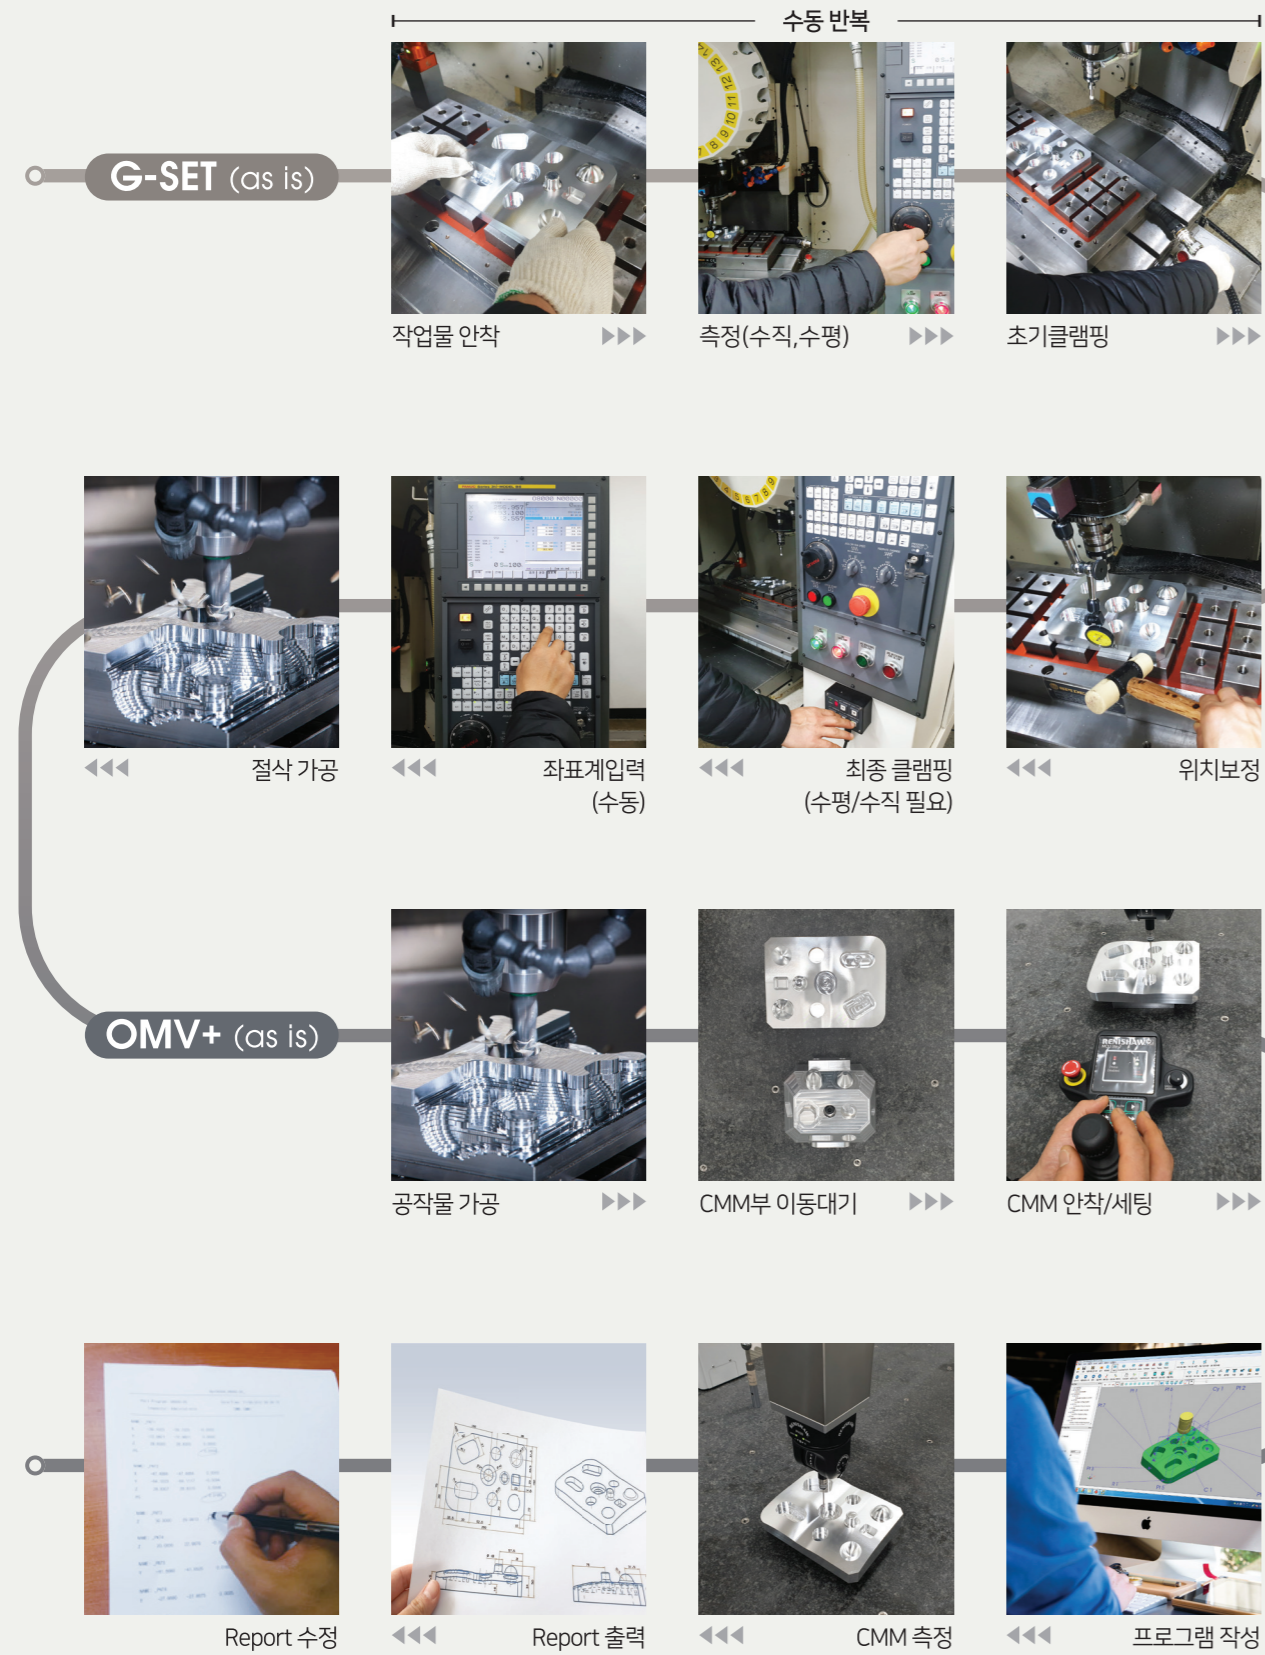 수동 반복
G-SET (as is)
작업물 안착
측정(수직,수평)
초기클램핑
절삭 가공
좌표계입력
(수동)
최종 클램핑
(수평/수직 필요)
위치보정
OMV+ (as is)
RENISHAW
공작물 가공
CMM부 이동대기
CMM 안착/세팅
Report 수정
Report 출력
CMM 측정
프로그램 작성